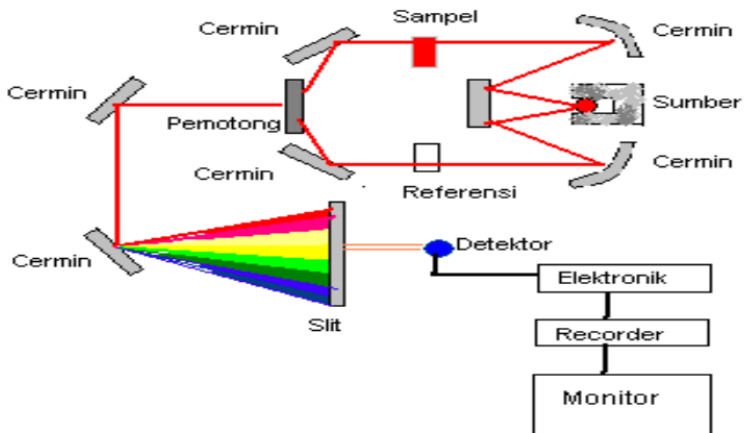 Sampel
Cermin
Cermin
Cermin
Sumber
Pemotong
Cermin
Cermin
Referensi
Cermin
Detektor
Elektronik
Slit
Recorder
Monitor